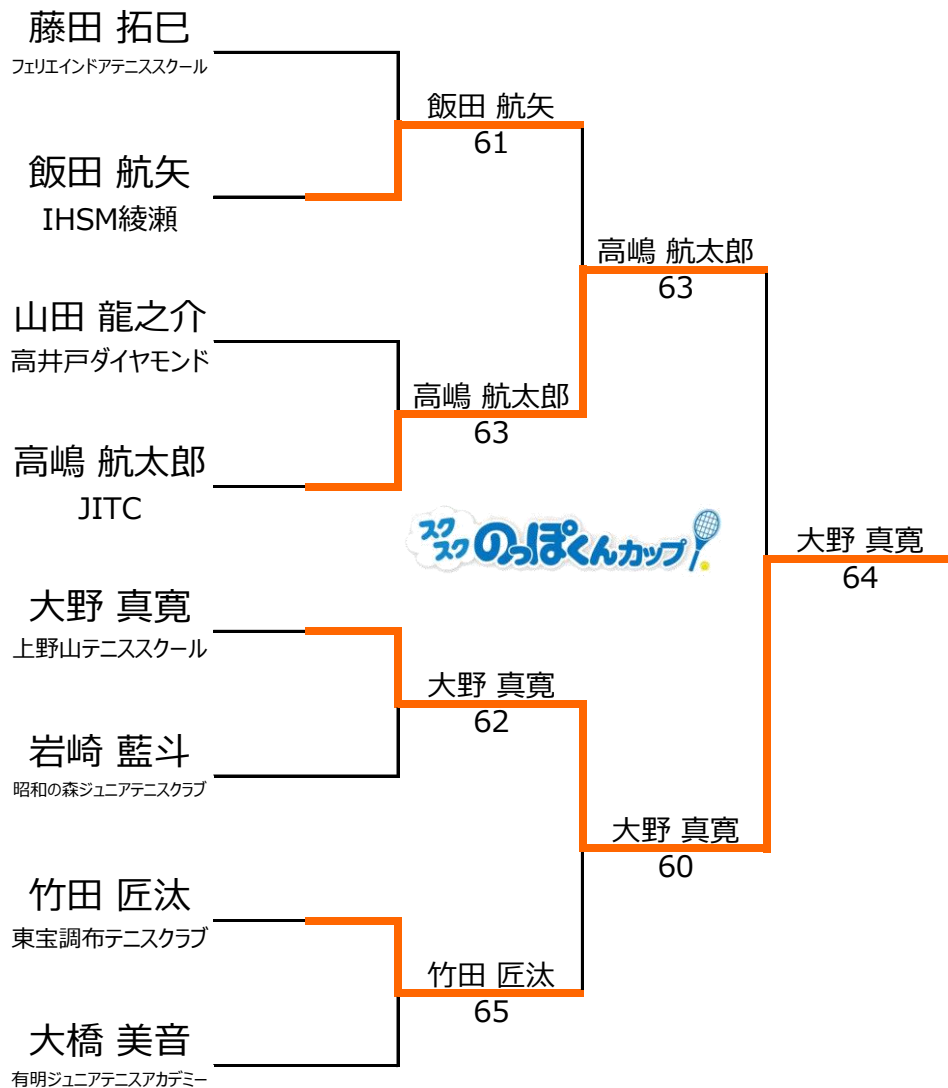 藤田 拓巳
フェリエインドアテニススクール
飯田 航矢
61
飯田 航矢
IHSM綾瀬
高嶋 航太郎
63
山田 龍之介
高井戸ダイヤモンド
高嶋 航太郎
63
高嶋 航太郎
JITC
スクスク のっぽくんカップ
大野 真寛
64
大野 真寛
上野山テニススクール
大野 真寛
62
岩崎 藍斗
昭和の森ジュニアテニスクラブ
大野 真寛
60
竹田 匠汰
東宝調布テニスクラブ
竹田 匠汰
65
大橋 美音
有明ジュニアテニスアカデミー